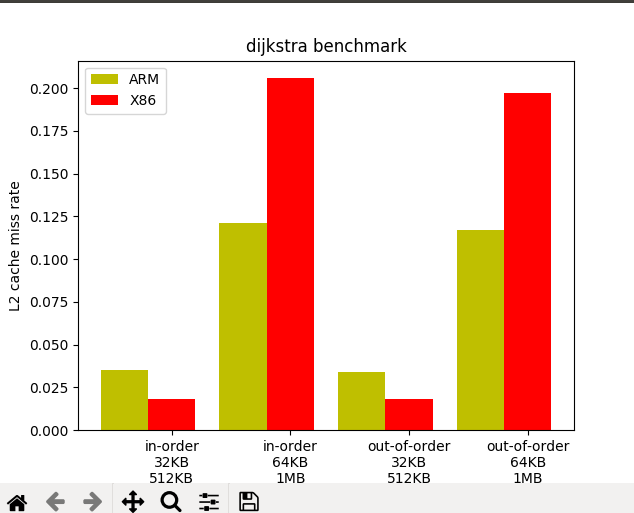 dijkstra benchmark
ARM
X86
L2 cache miss rate
0.200
0.175
0.150
0.125
0.100
0.075
0.050
0.025
0.000
in-order in-order out-of-order out-of-order
32KB 64KB 32KB 64KB
512KB 1MB 512KB 1MB